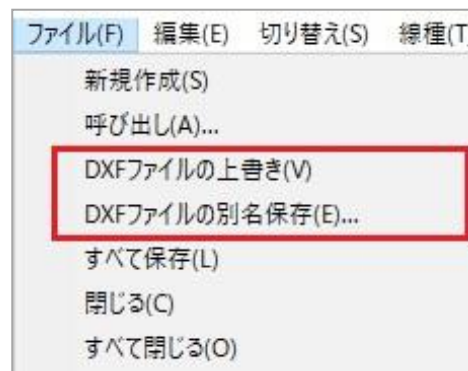 ファイル(F) 編集(E) 切り替え(S) 線種(T
新規作成(S)
呼び出し(A)...
DXFファイルの上書き(V)
DXFファイルの別名保存(E)...
すべて保存(L)
閉じる(C)
すべて閉じる(O)